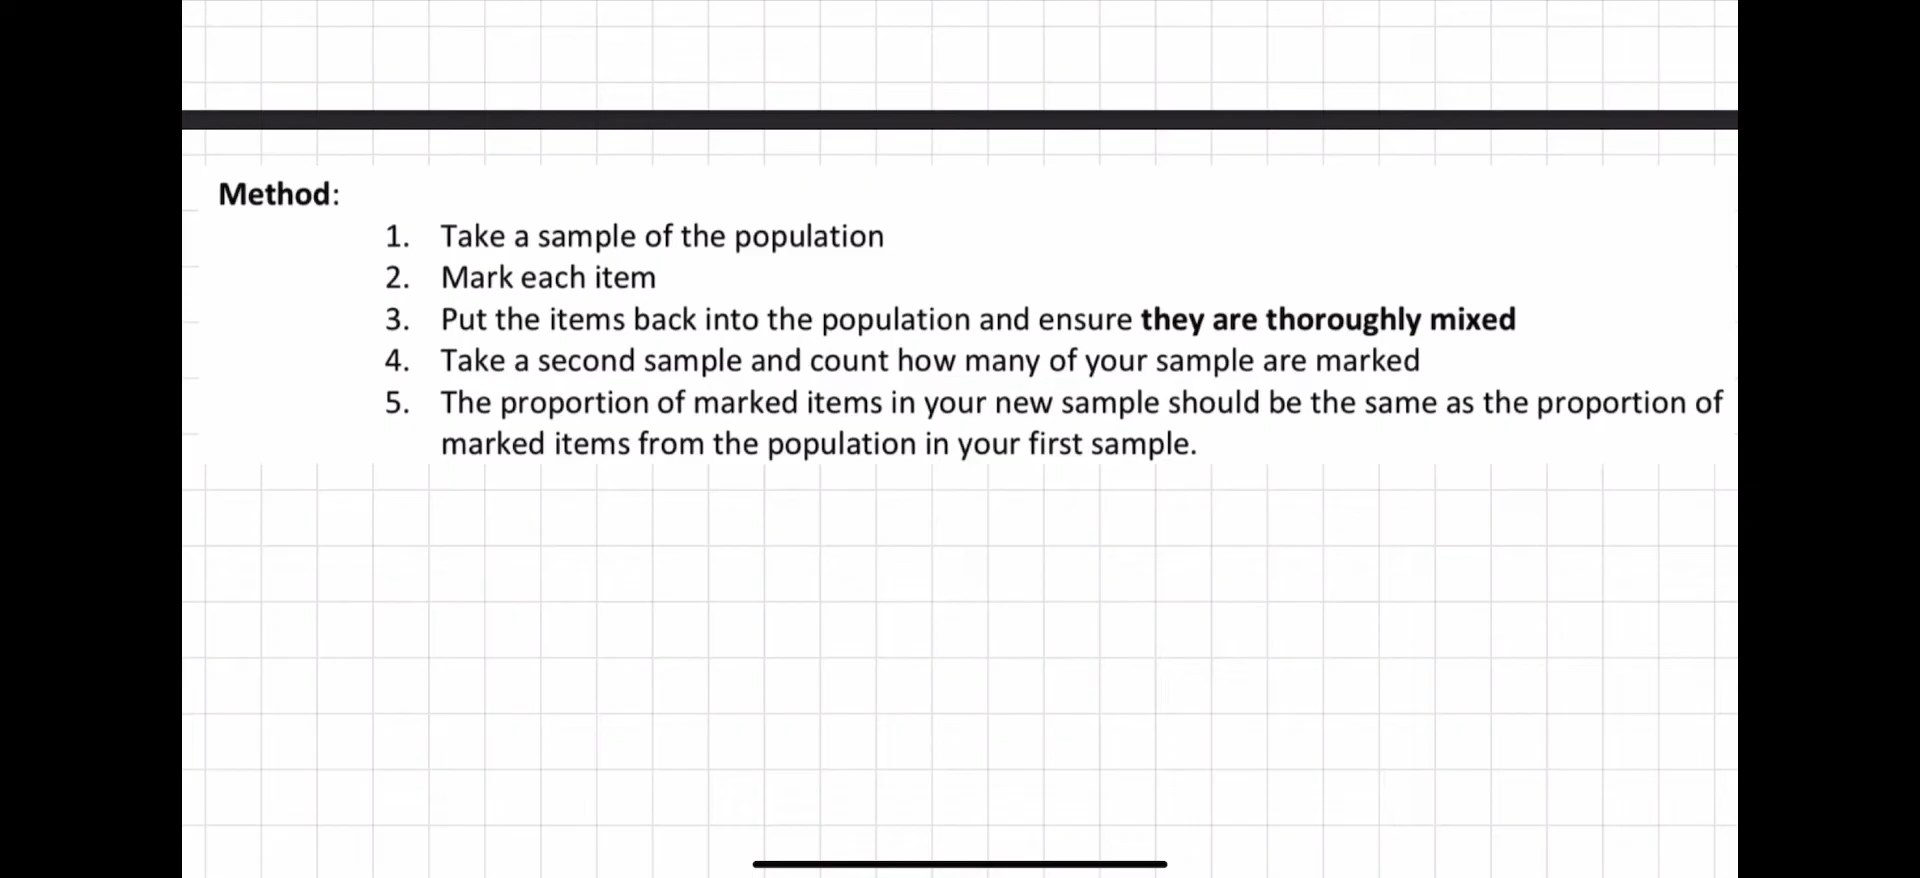 Method:
1. Take a sample of the population
2. Mark each item
3. Put the items back into the population and ensure they are thoroughly mixed
4. Take a second sample and count how many of your sample are marked
5. The proportion of marked items in your new sample should be the same as the proportion of
marked items from the population in your first sample.